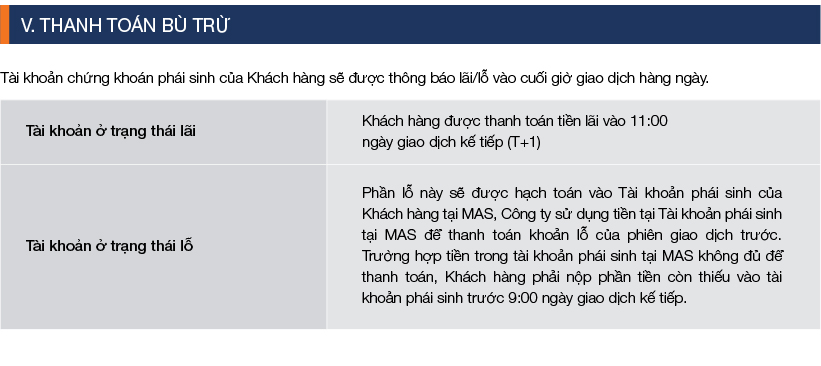 V. THANH TOÁN BÙ TRỪ
Tài khoản chứng khoán phái sinh của Khách hàng sẽ được thông báo lãi/lỗ vào cuối giờ giao dịch hàng ngày.
Tài khoản ở trạng thái lãi
Khách hàng được thanh toán tiền lãi vào 11:00
ngày giao dịch kế tiếp (T+1)
Tài khoản ở trạng thái lỗ
Phần lỗ này sẽ được hạch toán vào Tài khoản phái sinh của
Khách hàng tại MAS, Công ty sử dụng tiền tại Tài khoản phái sinh
tại MAS để thanh toán khoản lỗ của phiên giao dịch trước.
Trường hợp tiền trong tài khoản phái sinh tại MAS không đủ để
thanh toán, Khách hàng phải nộp phần tiền còn thiếu vào tài
khoản phái sinh trước 9:00 ngày giao dịch kế tiếp.